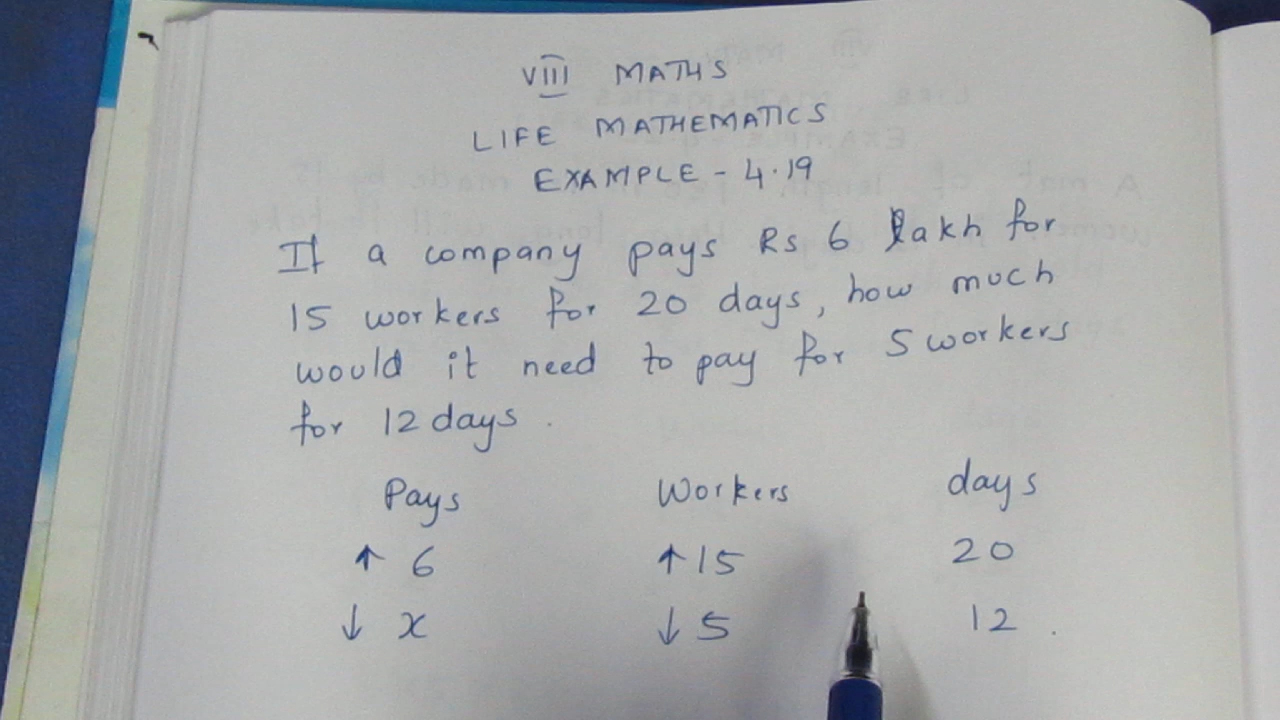 VIII MATHS
LIFE MATHEMATICS
EXAMPLE - 4.19
If a company pays Rs 6 lakh for
15 workers for 20 days, how much
would it need to pay for 5 workers
for 12 days.
Pays Workers days
↑ 6 ↑ 15 20
↓ x ↓ 5 12.